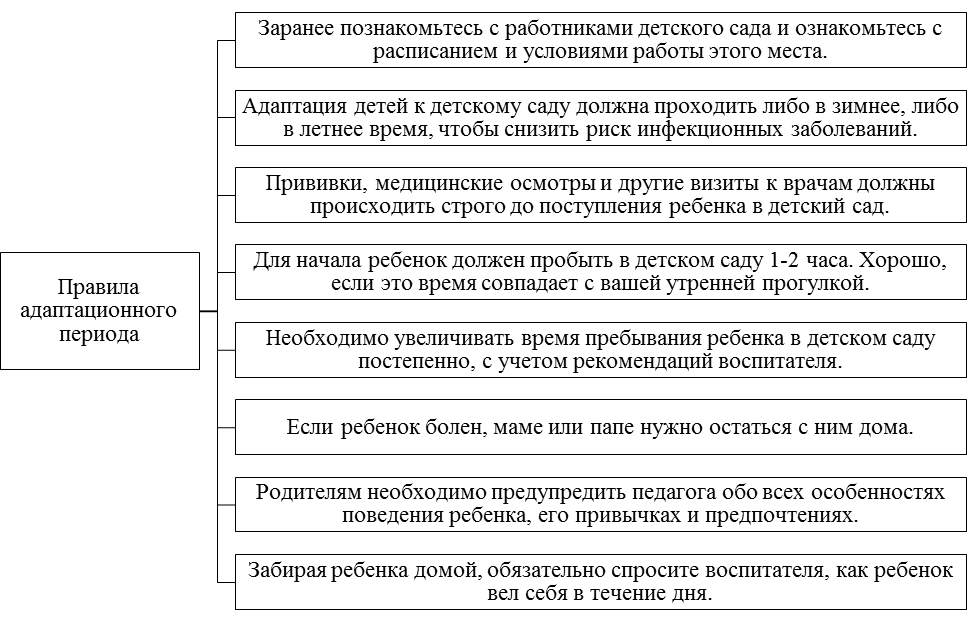 Правила
адаптационного
периода
Заранее познакомьтесь с работниками детского сада и ознакомьтесь с
расписанием и условиями работы этого места.
Адаптация детей к детскому саду должна проходить либо в зимнее, либо
в летнее время, чтобы снизить риск инфекционных заболеваний.
Прививки, медицинские осмотры и другие визиты к врачам должны
происходить строго до поступления ребенка в детский сад.
Для начала ребенок должен пробыть в детском саду 1-2 часа. Хорошо,
если это время совпадает с вашей утренней прогулкой.
Необходимо увеличивать время пребывания ребенка в детском саду
постепенно, с учетом рекомендаций воспитателя.
Если ребенок болен, маме или папе нужно остаться с ним дома.
Родителям необходимо предупредить педагога обо всех особенностях
поведения ребенка, его привычках и предпочтениях.
Забирая ребенка домой, обязательно спросите воспитателя, как ребенок
вел себя в течение дня.